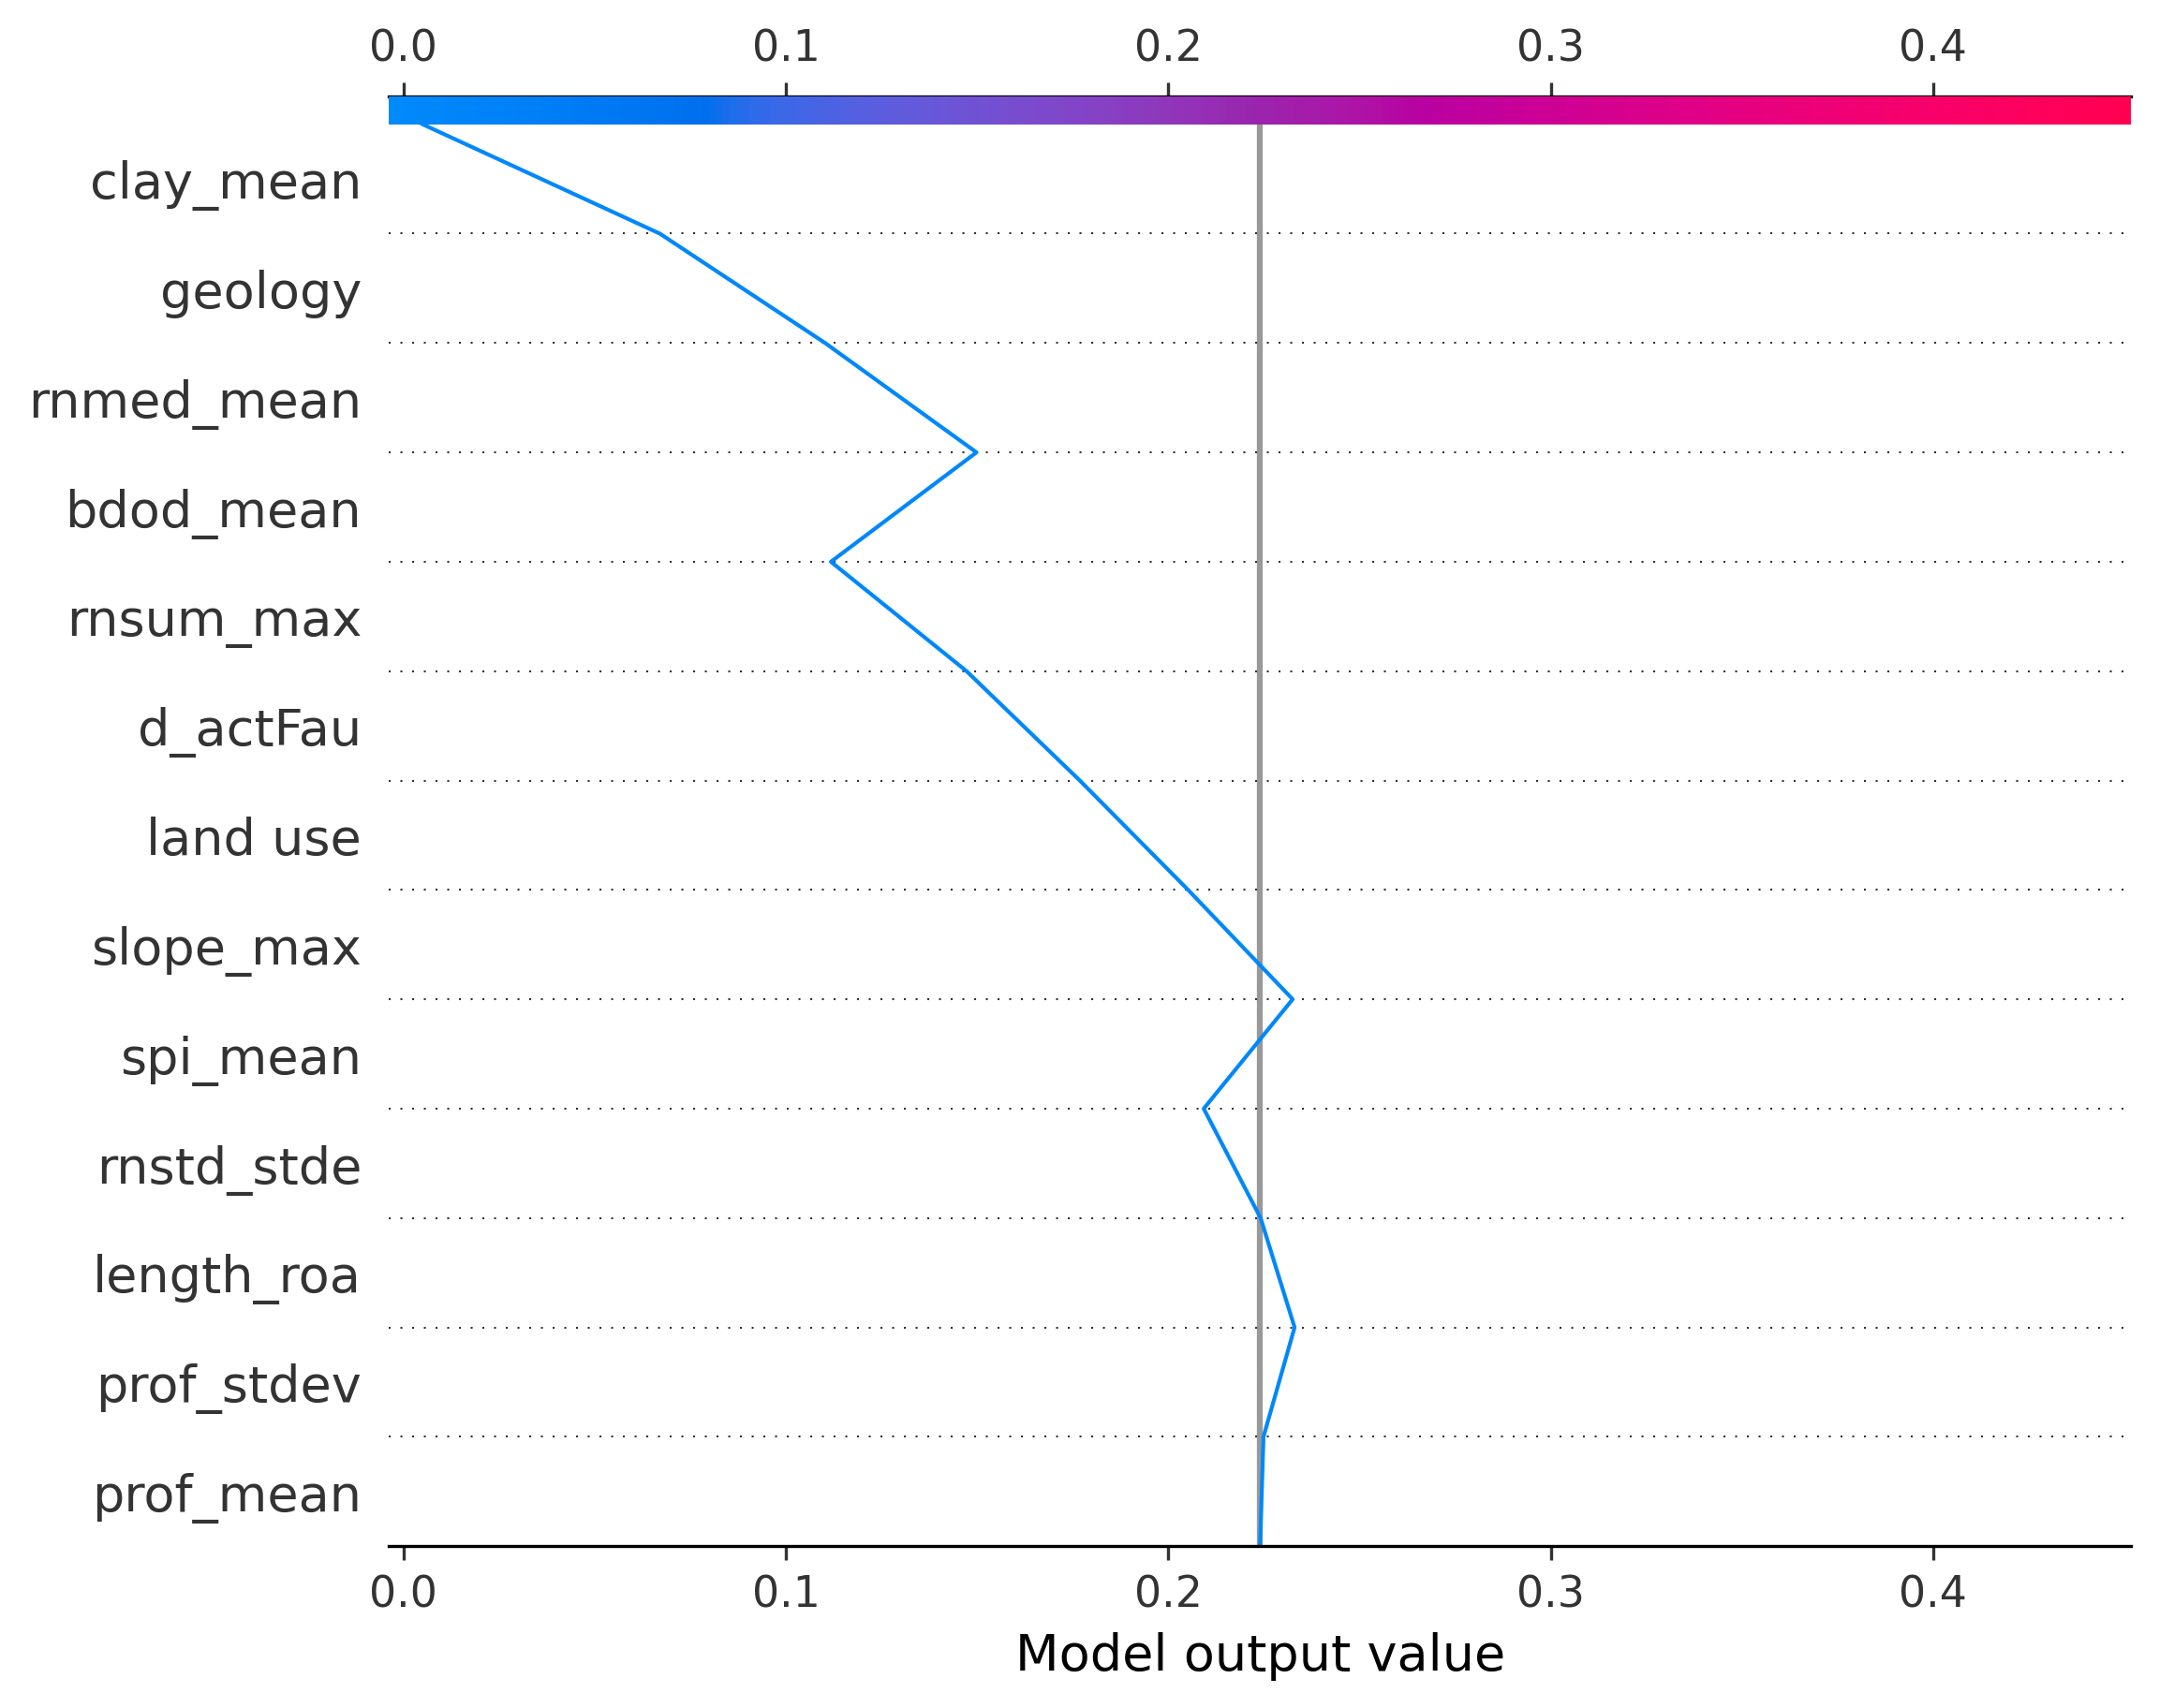 0.0 0.1 0.2 0.3 0.4
clay_mean
geology
rnmed_mean
bdod_mean
rnsum_max
d_actFau
land use
slope_max
spi_mean
rnstd_stde
length_roa
prof_stdev
prof_mean
0.0 0.1 0.2 0.3 0.4
Model output value